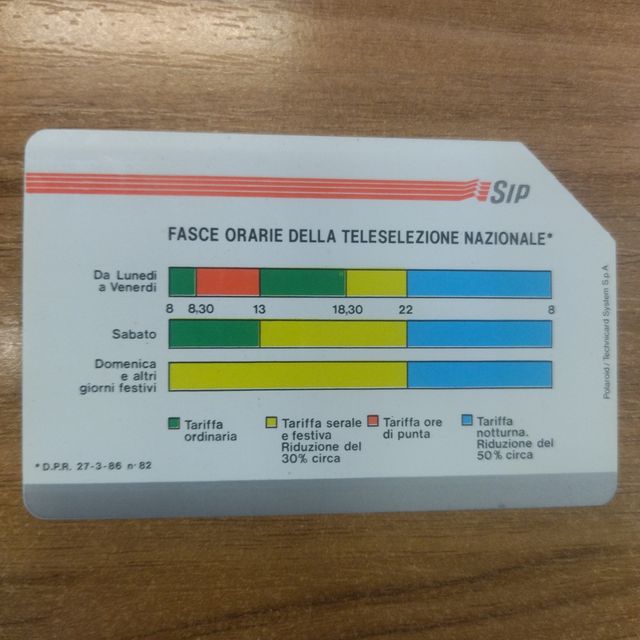 SIP
FASCE ORARIE DELLA TELESELEZIONE NAZIONALE*
Da Lunedi
a Venerdi
8 8,30 13 18,30 22 8
Sabato
Domenica
e altri
giorni festivi
Tariffa
ordinaria
Tariffa serale
e festiva
Riduzione del
30% circa
Tariffa ore
di punta
Tariffa
notturna.
Riduzione del
50% circa
* D.P.R. 27-3-86 n° 82
Polaroid / Technicard System S.p.A